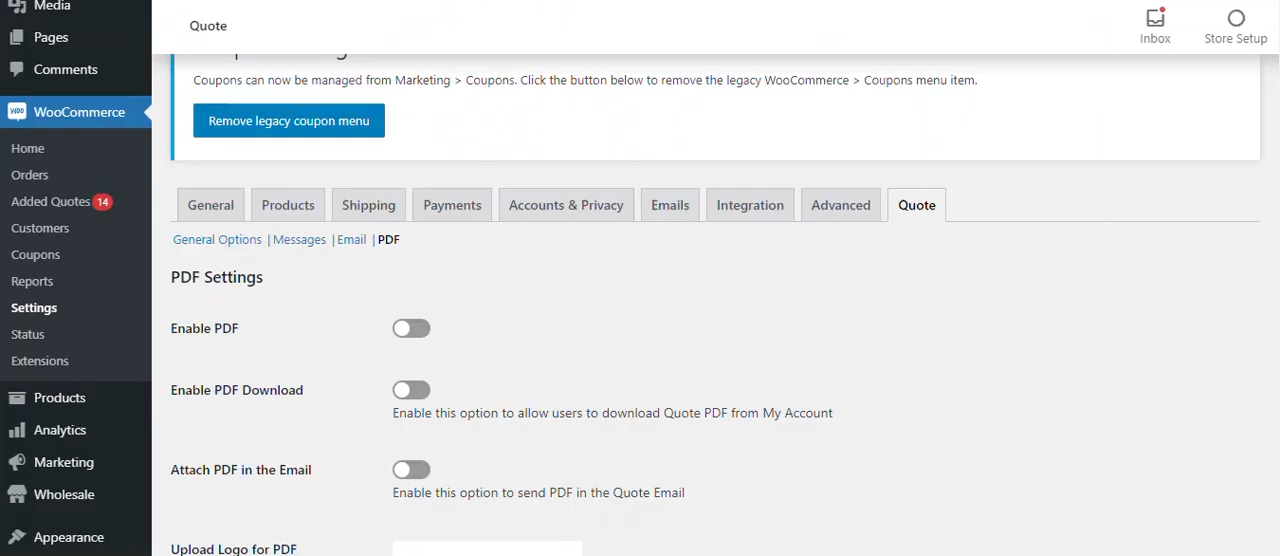 Media
Pages
Comments
WooCommerce
Home
Orders
Added Quotes 14
Customers
Coupons
Reports
Settings
Status
Extensions
Products
Analytics
Marketing
Wholesale
Appearance
Quote
Inbox
Store Setup
Coupons can now be managed from Marketing > Coupons. Click the button below to remove the legacy WooCommerce > Coupons menu item.
Remove legacy coupon menu
General Products Shipping Payments Accounts & Privacy Emails Integration Advanced Quote
General Options | Messages | Email | PDF
PDF Settings
Enable PDF
Enable PDF Download
Enable this option to allow users to download Quote PDF from My Account
Attach PDF in the Email
Enable this option to send PDF in the Quote Email
Upload Logo for PDF